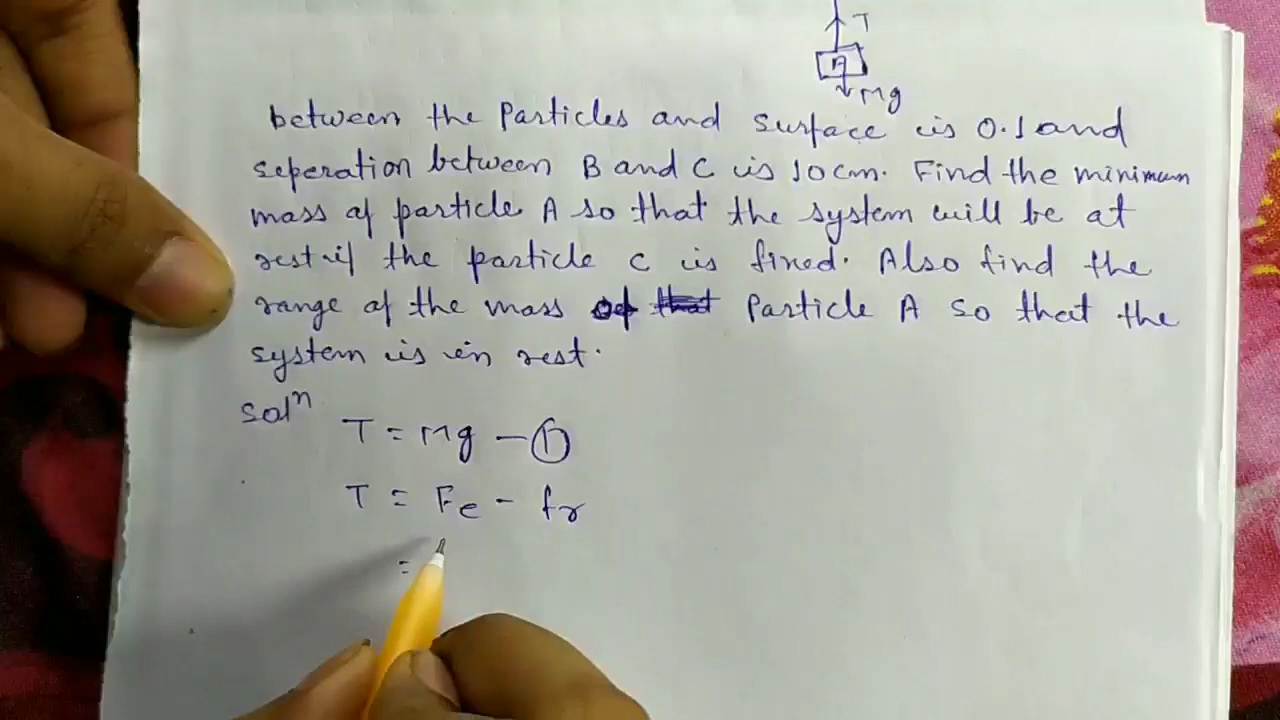 T
A
Mg
between the Particles and surface is 0.1 and
seperation between B and C is 10cm. Find the minimum
mass of particle A so that the system will be at
rest if the particle C is fixed. Also find the
range of the mass of that Particle A so that the
system is in rest.
Solⁿ
T = Mg – ①
T = Fe - fr
=